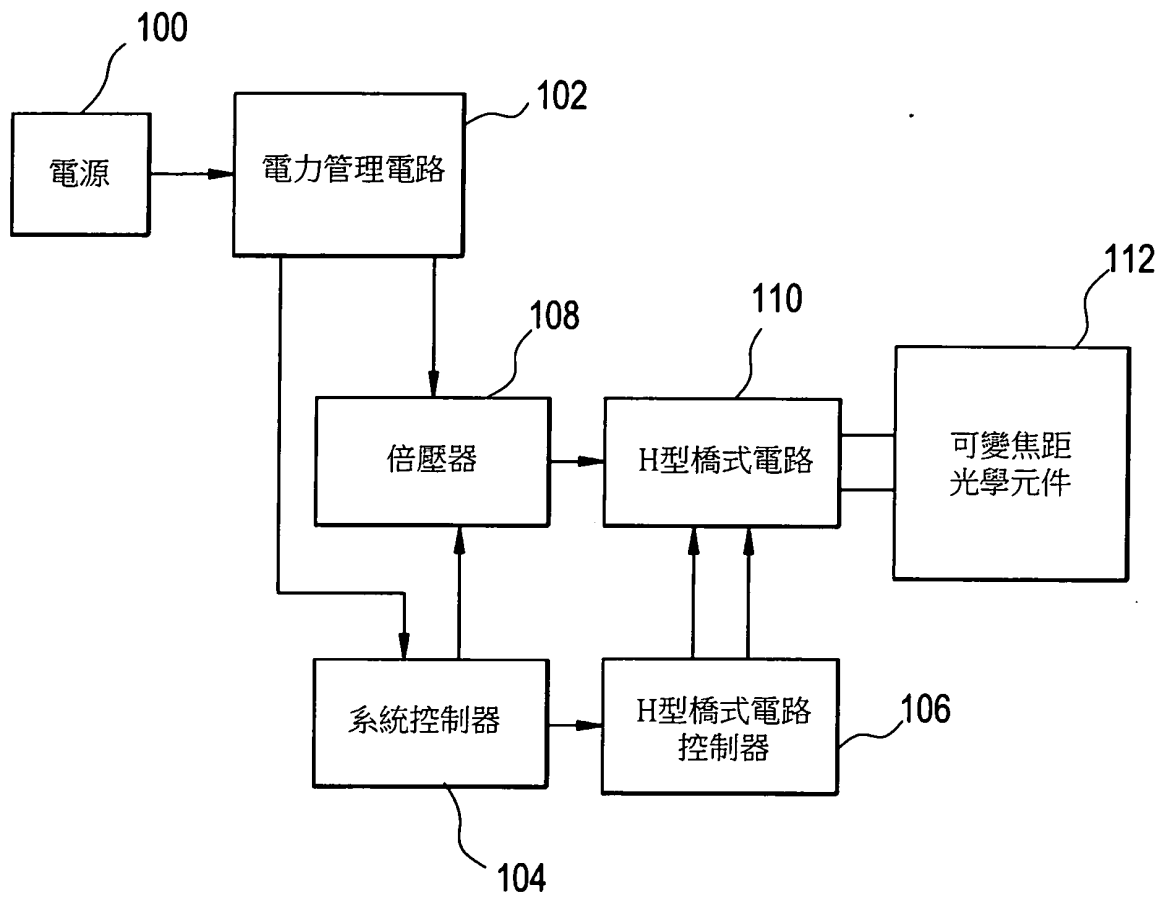 100
102
電源
電力管理電路
108
110
112
倍壓器
H型橋式電路
可變焦距
光學元件
系統控制器
H型橋式電路
控制器
106
104